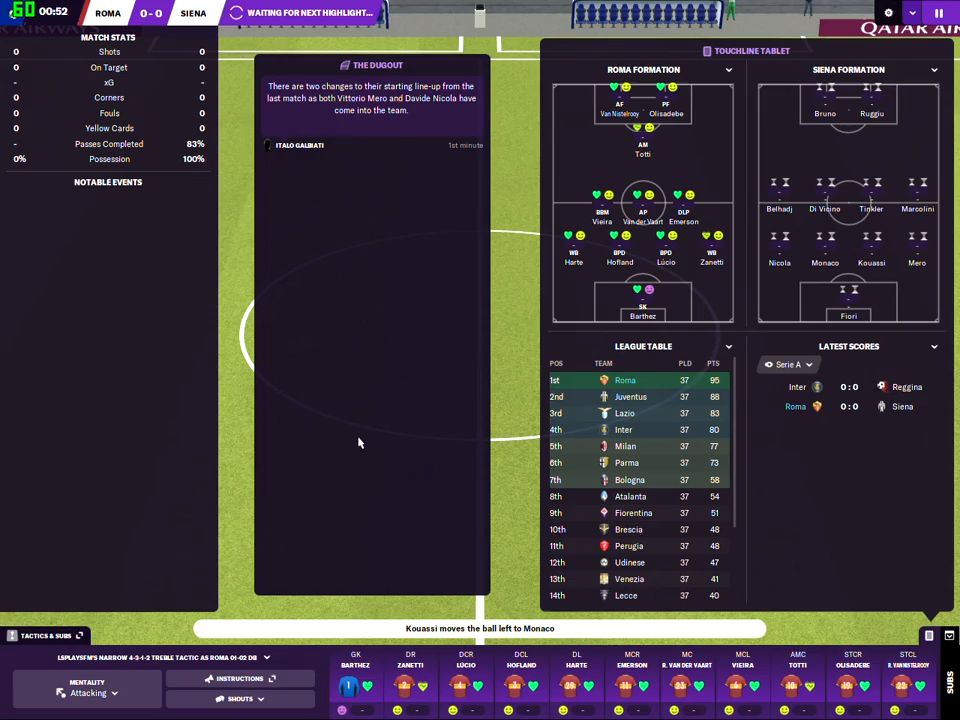 60
00:52
ROMA 0 - 0 SIENA
WAITING FOR NEXT HIGHLIGHT...
QATAR AIR
MATCH STATS
0 Shots 0
0 On Target 0
- xG -
0 Corners 0
0 Fouls 0
0 Yellow Cards 0
- Passes Completed 83%
0% Possession 100%
NOTABLE EVENTS
THE DUGOUT
There are two changes to their starting line-up from the
last match as both Vittorio Mero and Davide Nicola have
come into the team.
ITALO GALBIATI 1st minute
TOUCHLINE TABLET
ROMA FORMATION
AF PF
Van Nistelrooy Olisadebe
AM
Totti
BBM AP DLP
Vieira Van der Vaart Emerson
WB BPD BPD WB
Harte Hofland Lúcio Zanetti
SK
Barthez
SIENA FORMATION
Bruno Ruggiu
Belhadj Di Vicino Tinkler Marcolini
Nicola Monaco Kouassi Mero
Fiori
LEAGUE TABLE
POS TEAM PLD PTS
1st Roma 37 95
2nd Juventus 37 88
3rd Lazio 37 83
4th Inter 37 80
5th Milan 37 77
6th Parma 37 73
7th Bologna 37 58
8th Atalanta 37 54
9th Fiorentina 37 51
10th Brescia 37 48
11th Perugia 37 48
12th Udinese 37 47
13th Venezia 37 41
14th Lecce 37 40
LATEST SCORES
Serie A
Inter 0 : 0 Reggina
Roma 0 : 0 Siena
Kouassi moves the ball left to Monaco
TACTICS & SUBS
LSPLAYSFM'S NARROW 4-3-1-2 TREBLE TACTIC AS ROMA 01-02 DB
MENTALITY
Attacking
INSTRUCTIONS
SHOUTS
GK DR DCR DCL DL MCR MC MCL AMC STCR STCL
BARTHEZ ZANETTI LÚCIO HOFLAND HARTE EMERSON R. VAN DER VAART VIEIRA TOTTI OLISADEBE R. VAN NISTELROOY
SUBS